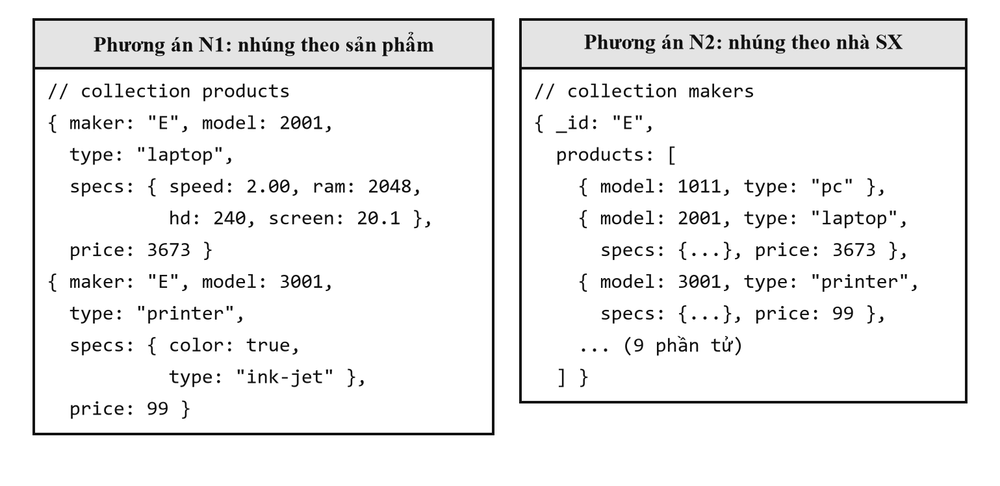 Phương án N1: nhúng theo sản phẩm
// collection products
{ maker: "E", model: 2001,
  type: "laptop",
  specs: { speed: 2.00, ram: 2048,
           hd: 240, screen: 20.1 },
  price: 3673 }
{ maker: "E", model: 3001,
  type: "printer",
  specs: { color: true,
           type: "ink-jet" },
  price: 99 }
Phương án N2: nhúng theo nhà SX
// collection makers
{ _id: "E",
  products: [
    { model: 1011, type: "pc" },
    { model: 2001, type: "laptop",
      specs: {...}, price: 3673 },
    { model: 3001, type: "printer",
      specs: {...}, price: 99 },
    ... (9 phần tử)
  ] }